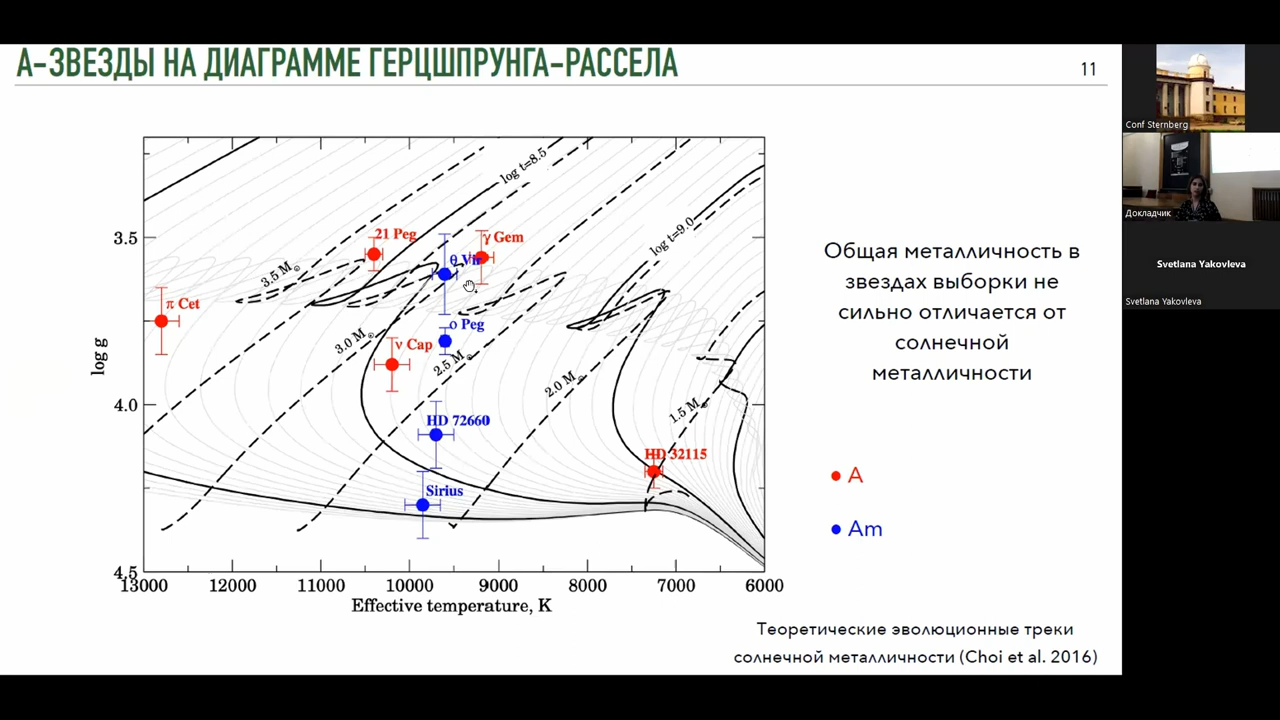 А-ЗВЕЗДЫ НА ДИАГРАММЕ ГЕРЦШПРУНГА-РАССЕЛА
11
Conf Sternberg
Докладчик
Svetlana Yakovleva
Svetlana Yakovleva
log t=8.5
log t=9.0
21 Peg
γ Gem
θ Vir
3.5 M⊙
π Cet
ο Peg
3.0 M⊙
ν Cap
2.5 M⊙
2.0 M⊙
1.5 M⊙
HD 72660
HD 32115
Sirius
3.5
4.0
4.5
log g
13000 12000 11000 10000 9000 8000 7000 6000
Effective temperature, K
Общая металличность в
звездах выборки не
сильно отличается от
солнечной
металличности
A
Am
Теоретические эволюционные треки
солнечной металличности (Choi et al. 2016)